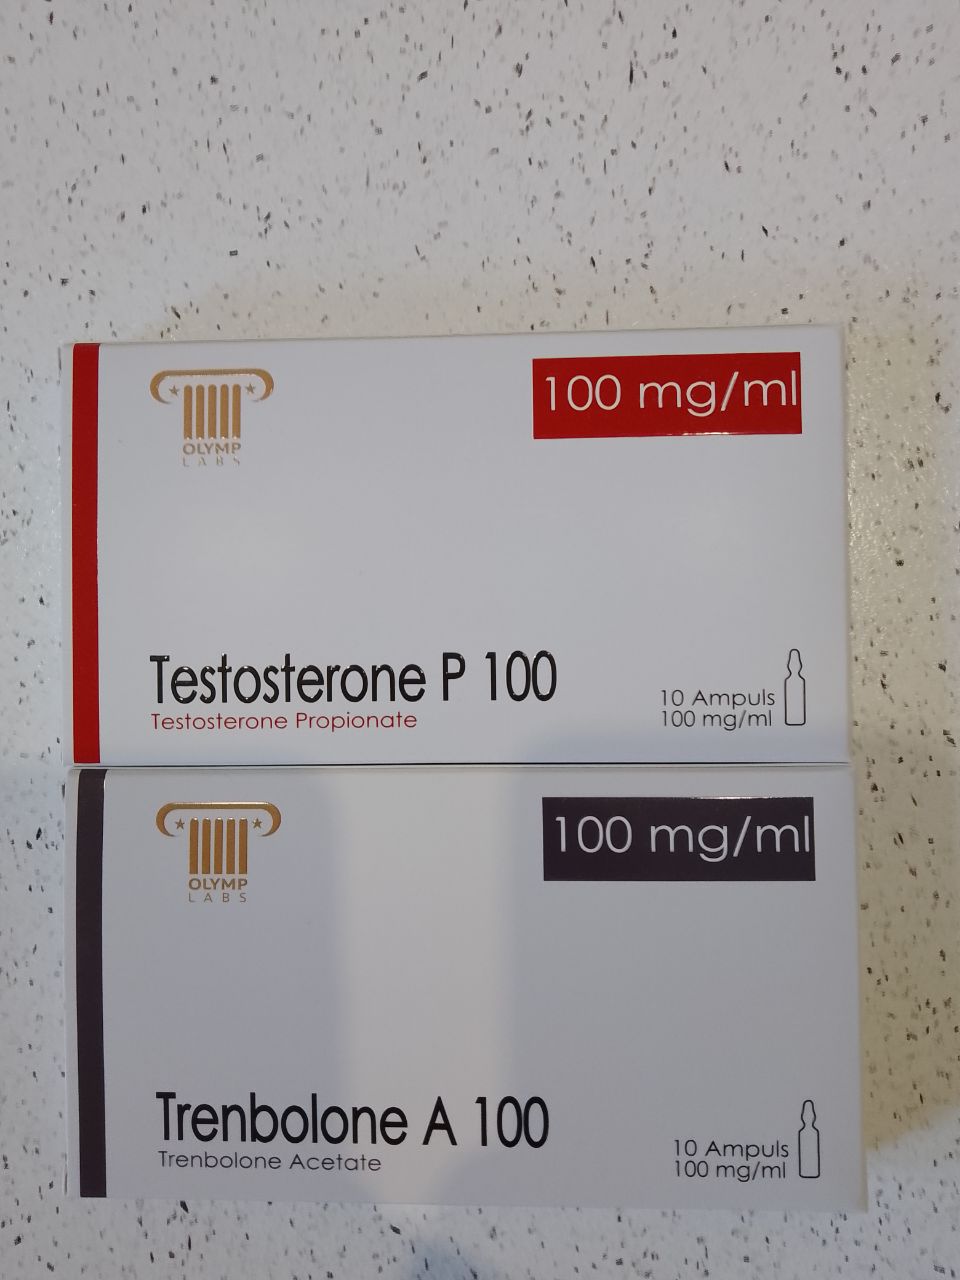 OLYMP
LABS
100 mg/ml
Testosterone P 100
Testosterone Propionate
10 Ampuls
100 mg/ml
OLYMP
LABS
100 mg/ml
Trenbolone A 100
Trenbolone Acetate
10 Ampuls
100 mg/ml